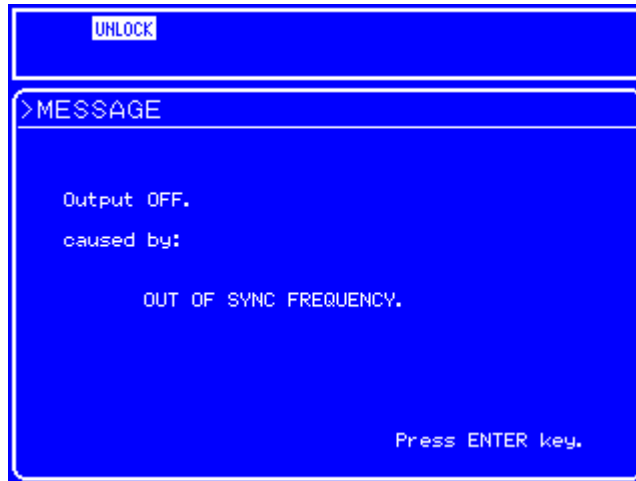 UNLOCK
>MESSAGE
Output OFF.
caused by:
OUT OF SYNC FREQUENCY.
Press ENTER key.